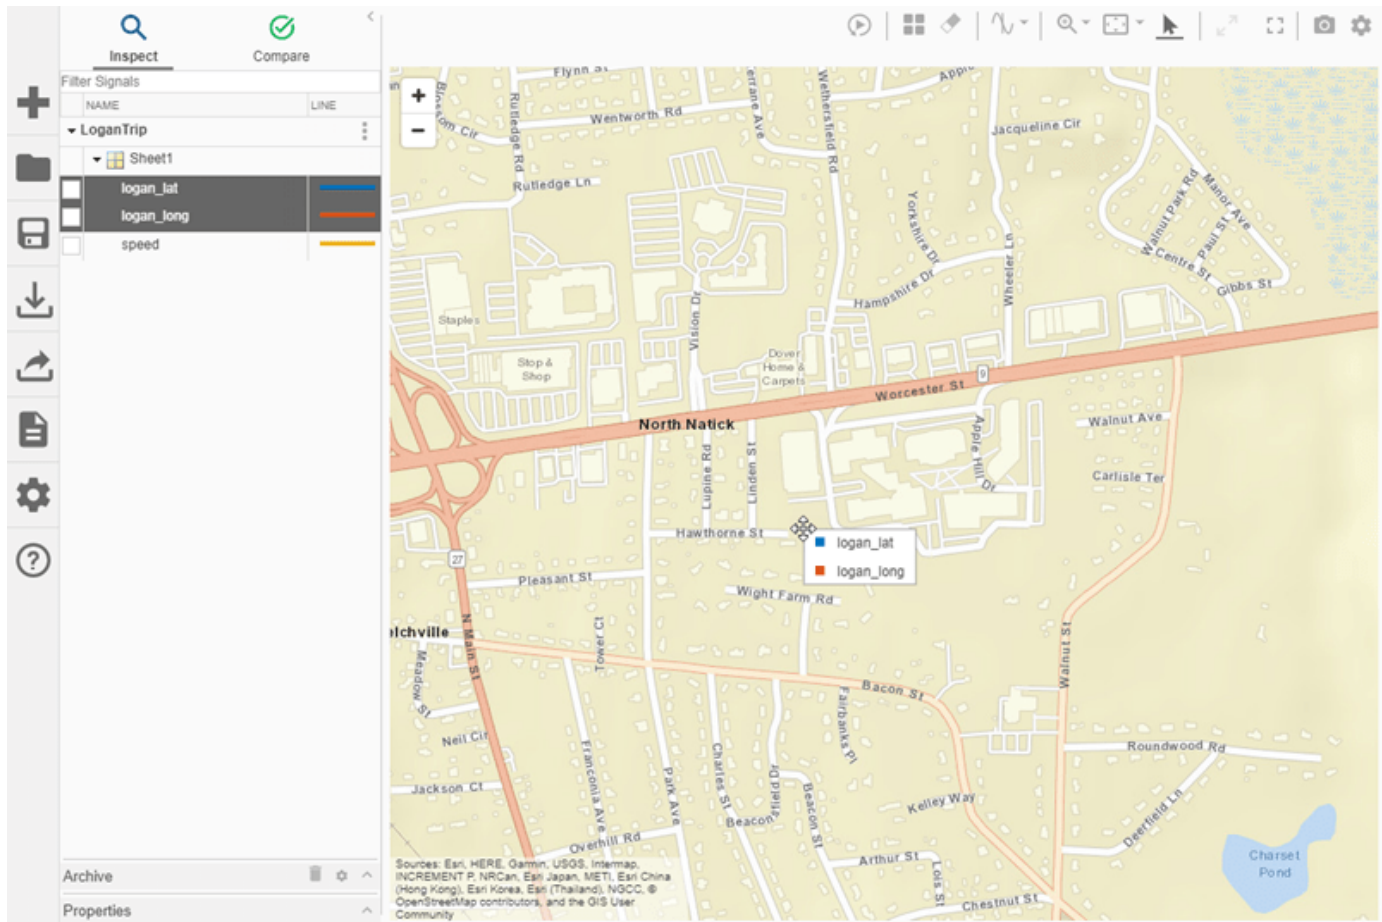 Inspect
Compare
Filter Signals
NAME
LINE
LoganTrip
Sheet1
logan_lat
logan_long
speed
Archive
Properties
+
−
Flynn St
Blossom Cir
Rutledge Rd
Wentworth Rd
Wethersfield Rd
Jacqueline Cir
Rutledge Ln
Yorkshire Dr
Walnut Park Rd
Manor Ave
Paul St
Centre St
Gibbs St
Hampshire Dr
Wheeler Ln
Staples
Vision Dr
Stop &
Shop
Dover
Home &
Carpets
9
Worcester St
North Natick
Walnut Ave
Apple Hill Dr
Lupine Rd
Linden St
Carlisle Ter
Hawthorne St
logan_lat
logan_long
27
Pleasant St
Wight Farm Rd
lchville
N Main St
Tower Ct
Meadow St
Walnut St
Bacon St
Fairbanks Pl
Neil Cir
Roundwood Rd
Jackson Ct
Franconia Ave
Park Ave
Charles St
Beacon St
Kelley Way
Deerfield Ln
Beacon
Overhill Rd
Arthur St
Lois St
Charset
Pond
Chestnut St
Sources: Esri, HERE, Garmin, USGS, Intermap,
INCREMENT P, NRCan, Esri Japan, METI, Esri China
(Hong Kong), Esri Korea, Esri (Thailand), NGCC, ©
OpenStreetMap contributors, and the GIS User
Community